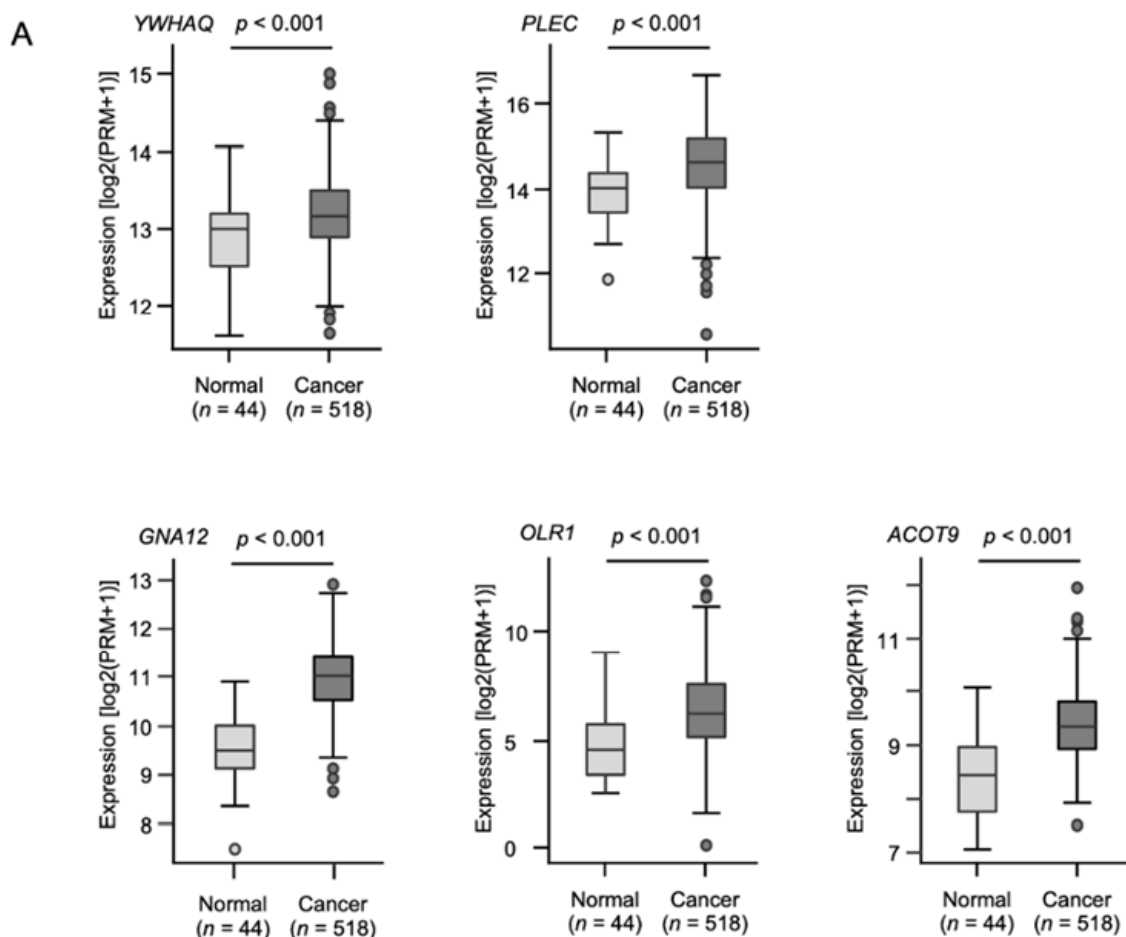 A
YWHAQ p < 0.001
Expression [log2(PRM+1)]
15
14
13
12
Normal Cancer
(n = 44) (n = 518)
PLEC p < 0.001
Expression [log2(PRM+1)]
16
14
12
Normal Cancer
(n = 44) (n = 518)
GNA12 p < 0.001
Expression [log2(PRM+1)]
13
12
11
10
9
8
Normal Cancer
(n = 44) (n = 518)
OLR1 p < 0.001
Expression [log2(PRM+1)]
10
5
0
Normal Cancer
(n = 44) (n = 518)
ACOT9 p < 0.001
Expression [log2(PRM+1)]
11
9
7
Normal Cancer
(n = 44) (n = 518)